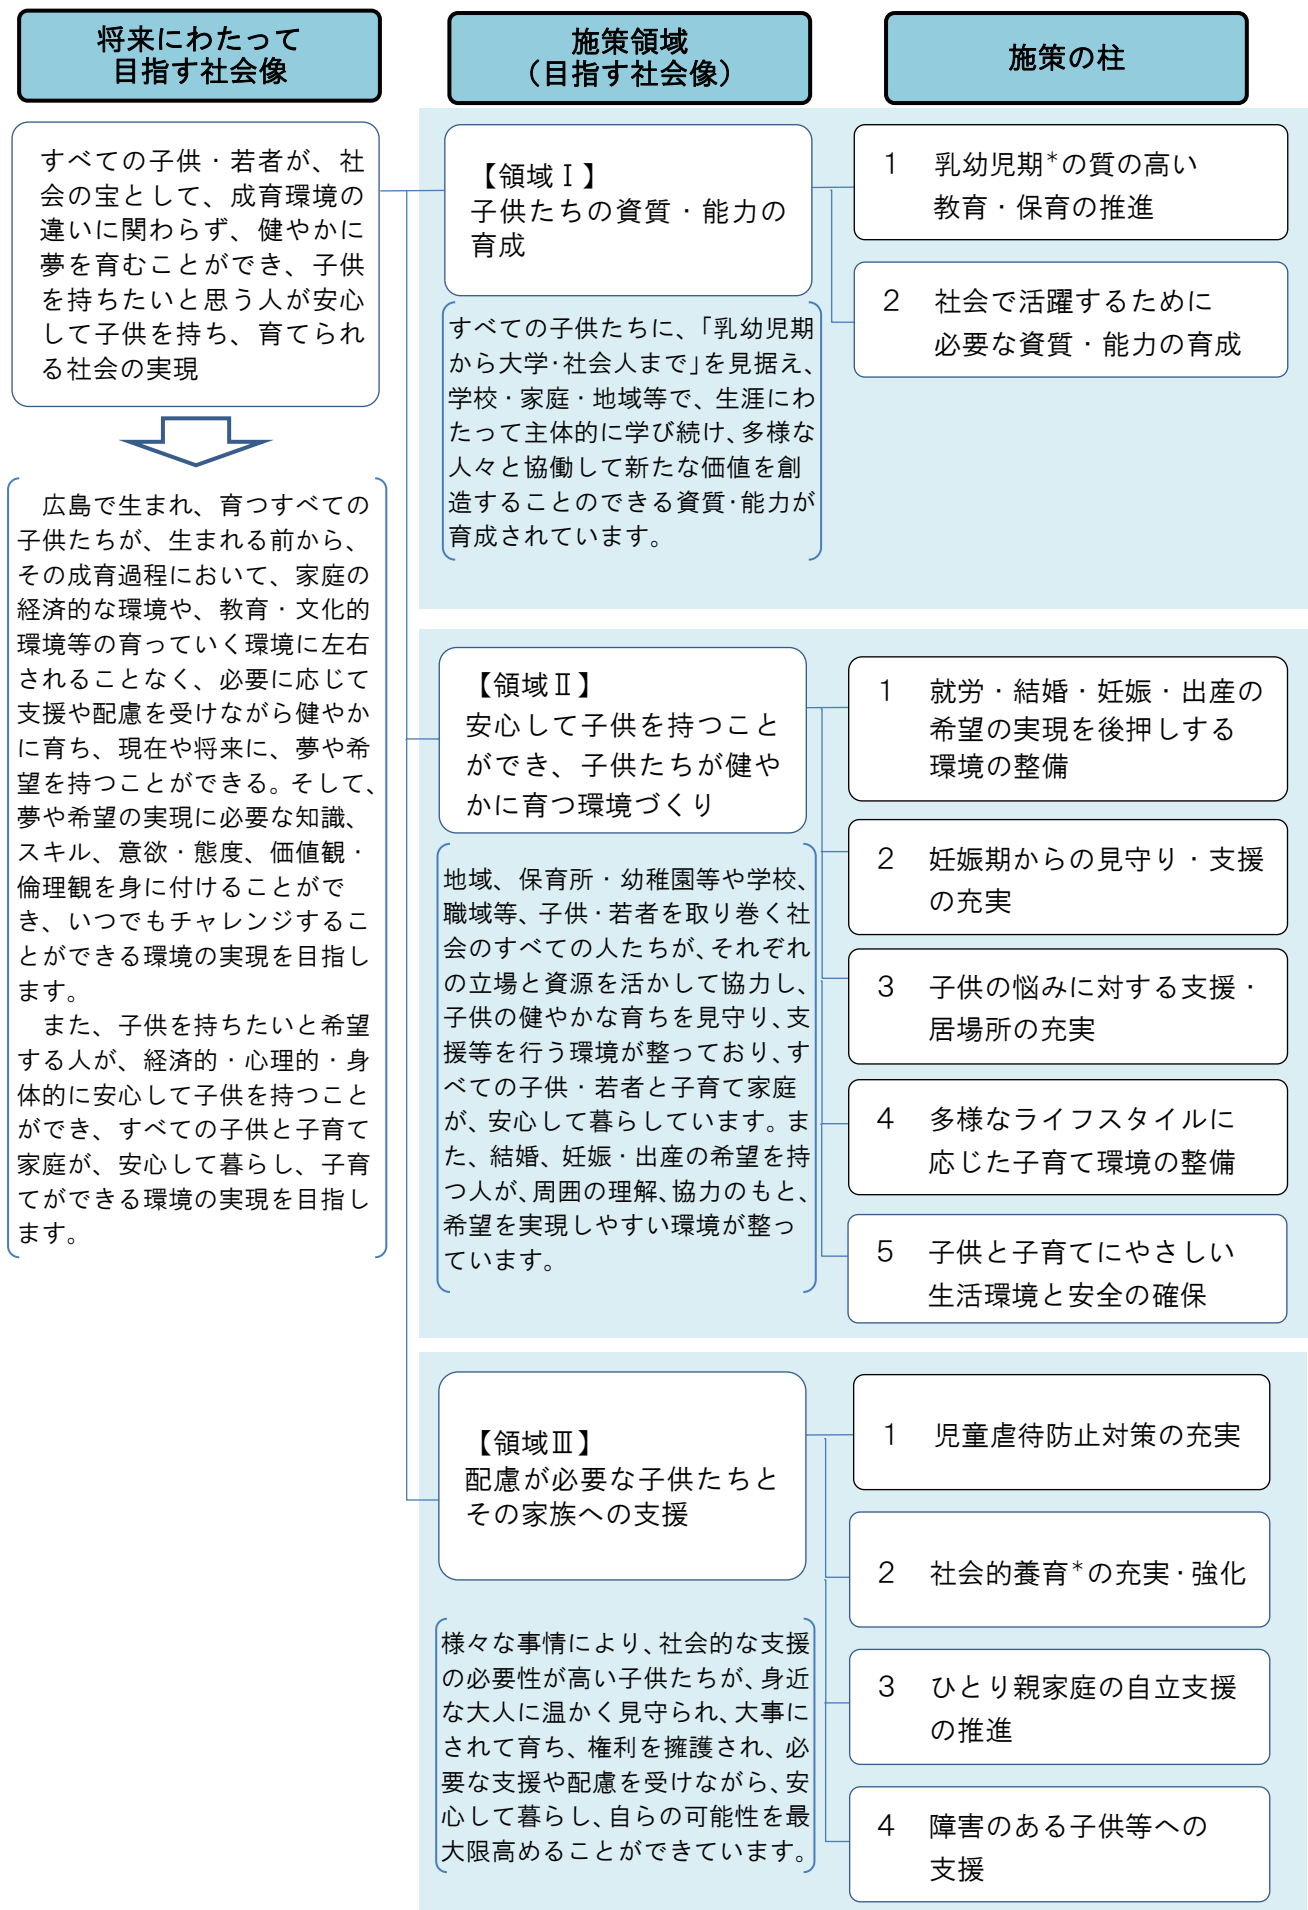 将来にわたって
目指す社会像
施策領域
（目指す社会像）
施策の柱
すべての子供・若者が、社
会の宝として、成育環境の
違いに関わらず、健やかに
夢を育むことができ、子供
を持ちたいと思う人が安心
して子供を持ち、育てられ
る社会の実現
広島で生まれ、育つすべての
子供たちが、生まれる前から、
その成育過程において、家庭の
経済的な環境や、教育・文化的
環境等の育っていく環境に左右
されることなく、必要に応じて
支援や配慮を受けながら健やか
に育ち、現在や将来に、夢や希
望を持つことができる。そして、
夢や希望の実現に必要な知識、
スキル、意欲・態度、価値観・
倫理観を身に付けることがで
き、いつでもチャレンジするこ
とができる環境の実現を目指し
ます。
また、子供を持ちたいと希望
する人が、経済的・心理的・身
体的に安心して子供を持つこと
ができ、すべての子供と子育て
家庭が、安心して暮らし、子育
てができる環境の実現を目指し
ます。
【領域Ⅰ】
子供たちの資質・能力の
育成
すべての子供たちに、「乳幼児期
から大学・社会人まで」を見据え、
学校・家庭・地域等で、生涯にわ
たって主体的に学び続け、多様な
人々と協働して新たな価値を創
造することのできる資質・能力が
育成されています。
1 乳幼児期*の質の高い
教育・保育の推進
2 社会で活躍するために
必要な資質・能力の育成
【領域Ⅱ】
安心して子供を持つこと
ができ、子供たちが健や
かに育つ環境づくり
地域、保育所・幼稚園等や学校、
職域等、子供・若者を取り巻く社
会のすべての人たちが、それぞれ
の立場と資源を活かして協力し、
子供の健やかな育ちを見守り、支
援等を行う環境が整っており、す
べての子供・若者と子育て家庭
が、安心して暮らしています。ま
た、結婚、妊娠・出産の希望を持
つ人が、周囲の理解、協力のもと、
希望を実現しやすい環境が整っ
ています。
1 就労・結婚・妊娠・出産の
希望の実現を後押しする
環境の整備
2 妊娠期からの見守り・支援
の充実
3 子供の悩みに対する支援・
居場所の充実
4 多様なライフスタイルに
応じた子育て環境の整備
5 子供と子育てにやさしい
生活環境と安全の確保
【領域Ⅲ】
配慮が必要な子供たちと
その家族への支援
様々な事情により、社会的な支援
の必要性が高い子供たちが、身近
な大人に温かく見守られ、大事に
されて育ち、権利を擁護され、必
要な支援や配慮を受けながら、安
心して暮らし、自らの可能性を最
大限高めることができています。
1 児童虐待防止対策の充実
2 社会的養育*の充実・強化
3 ひとり親家庭の自立支援
の推進
4 障害のある子供等への
支援